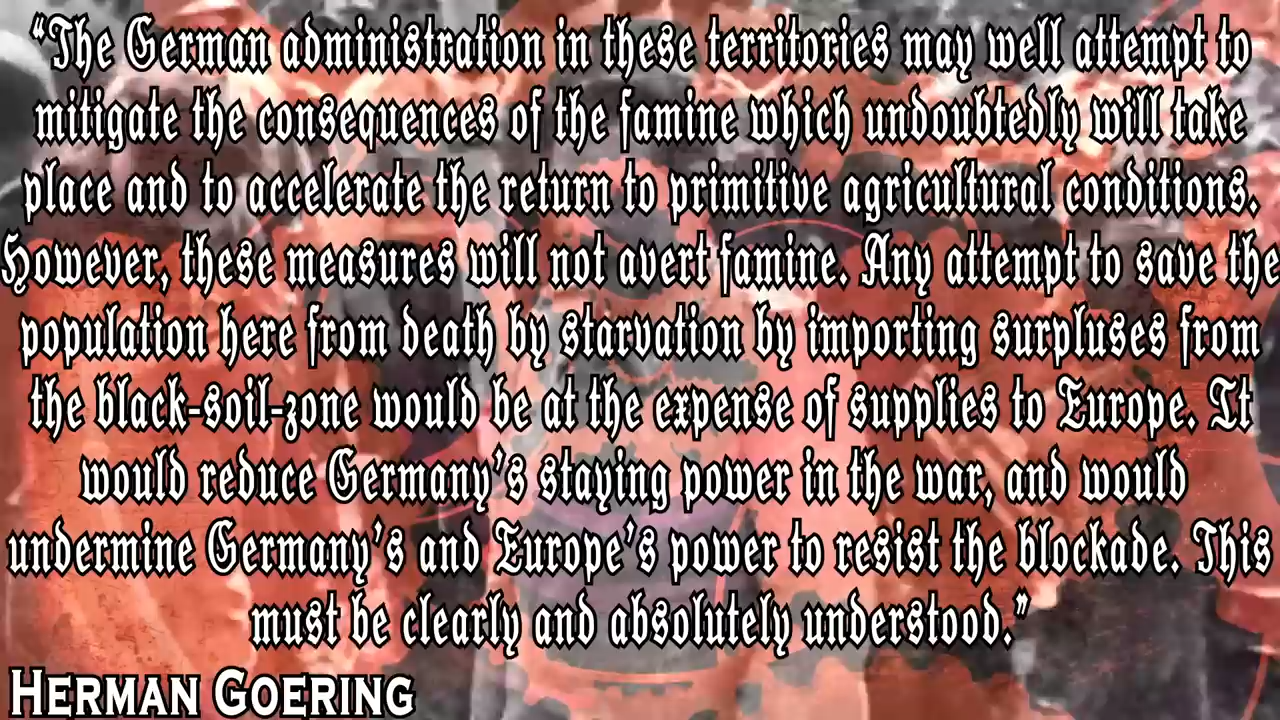 “The German administration in these territories may well attempt to
mitigate the consequences of the famine which undoubtedly will take
place and to accelerate the return to primitive agricultural conditions.
However, these measures will not avert famine. Any attempt to save the
population here from death by starvation by importing surpluses from
the black-soil-zone would be at the expense of supplies to Europe. It
would reduce Germany’s staying power in the war, and would
undermine Germany’s and Europe’s power to resist the blockade. This
must be clearly and absolutely understood.”
HERMAN GOERING